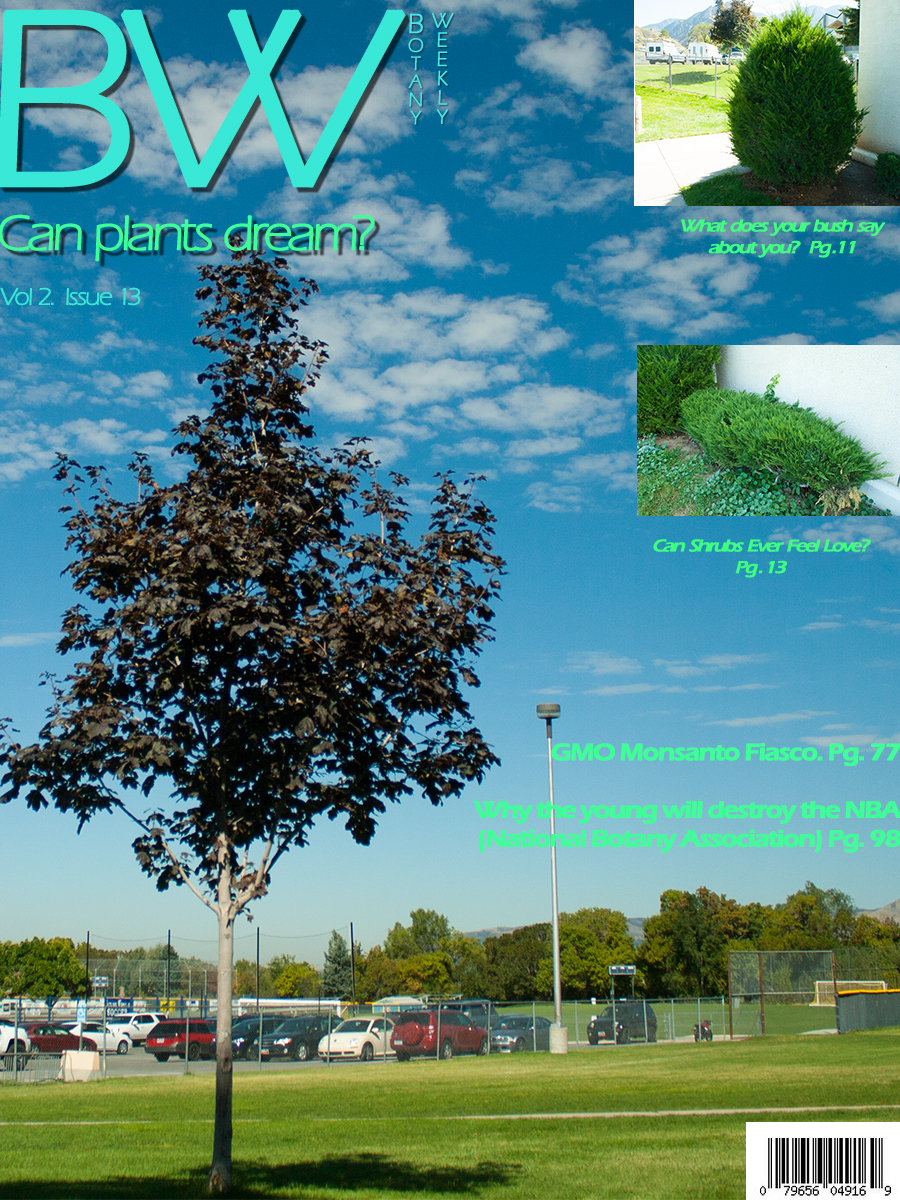 BW
BOTANY
WEEKLY
Can plants dream?
Vol 2. Issue 13
What does your bush say
about you? Pg.11
Can Shrubs Ever Feel Love?
Pg. 13
GMO Monsanto Fiasco. Pg. 77
Why the young will destroy the NBA
(National Botany Association) Pg. 98
0 79656 04916 9